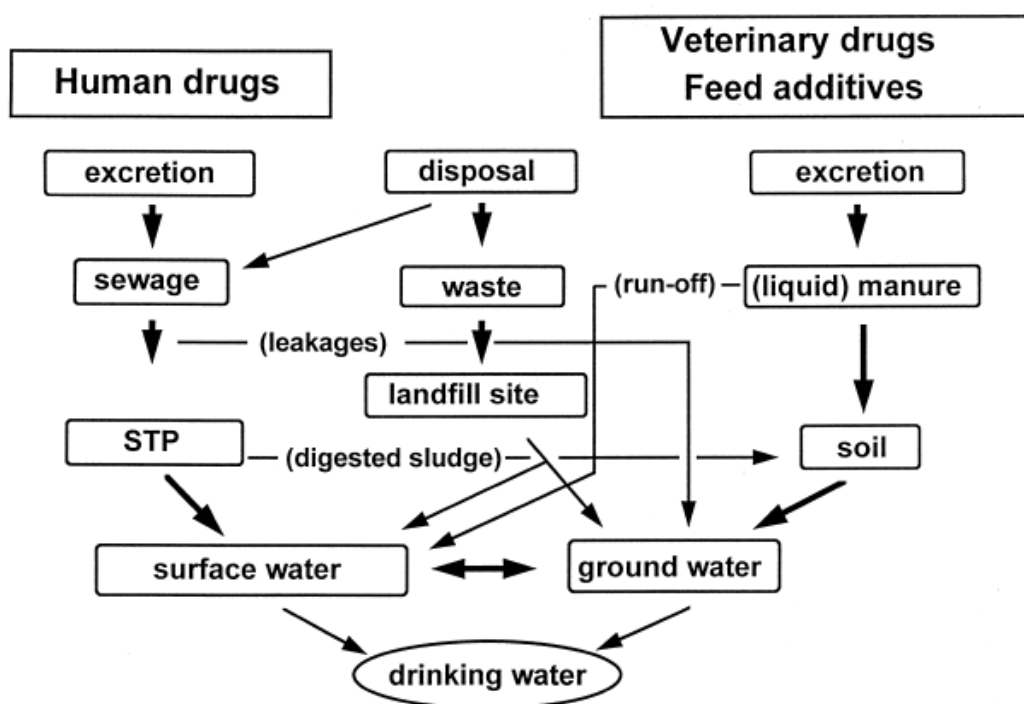 Human drugs
Veterinary drugs
Feed additives
excretion
disposal
excretion
sewage
waste
(run-off)
(liquid) manure
(leakages)
landfill site
STP
(digested sludge)
soil
surface water
ground water
drinking water